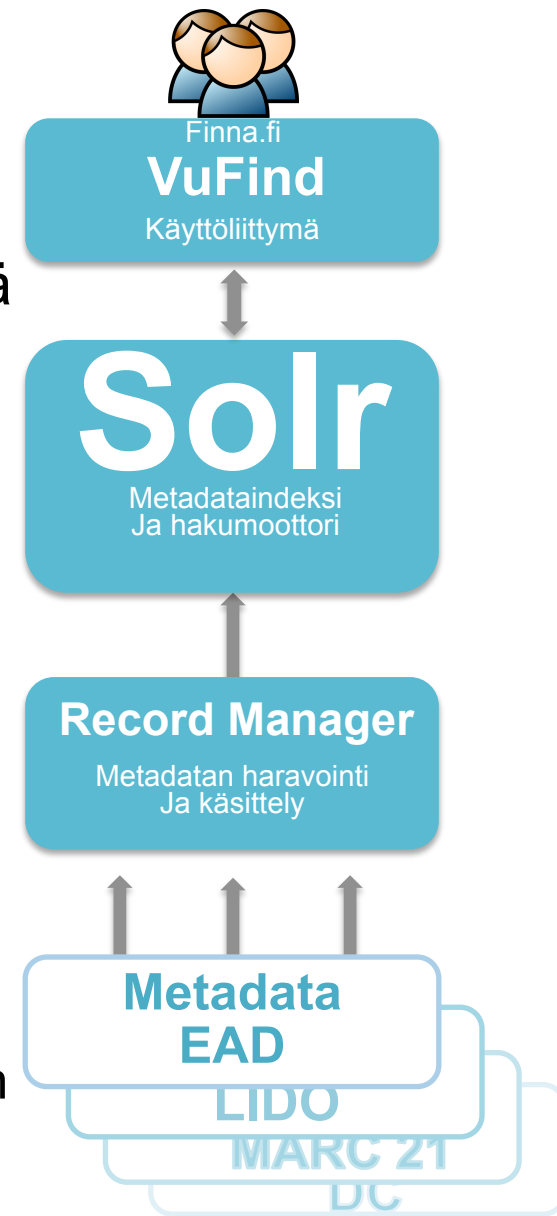 Finna.fi
VuFind
Käyttöliittymä
Solr
Metadataindeksi
Ja hakumoottori
Record Manager
Metadatan haravointi
Ja käsittely
Metadata
EAD
LIDO
MARC 21
DC